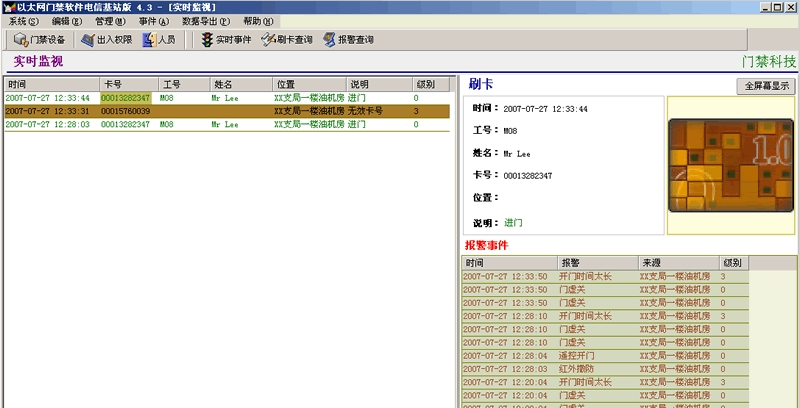 以太网门禁软件电信基站版 4.3 - [实时监视]
系统(S) 编辑(E) 管理(M) 事件(A) 数据导出(P) 帮助(H)
门禁设备 出入权限 人员 实时事件 刷卡查询 报警查询
实时监视 门禁科技
时间 卡号 工号 姓名 位置 说明 级别
2007-07-27 12:33:44 00013282347 M08 Mr Lee XX支局一楼油机房 进门 0
2007-07-27 12:33:31 00015760039 XX支局一楼油机房 无效卡号 3
2007-07-27 12:28:03 00013282347 M08 Mr Lee XX支局一楼油机房 进门 0
刷卡 全屏幕显示
时间: 2007-07-27 12:33:44
工号: M08
姓名: Mr Lee
卡号: 00013282347
位置:
说明: 进门
1.0
报警事件
时间 报警 来源 级别
2007-07-27 12:33:50 开门时间太长 XX支局一楼油机房 3
2007-07-27 12:33:50 门虚关 XX支局一楼油机房 0
2007-07-27 12:33:50 门虚关 XX支局一楼油机房 0
2007-07-27 12:28:10 开门时间太长 XX支局一楼油机房 3
2007-07-27 12:28:10 门虚关 XX支局一楼油机房 0
2007-07-27 12:28:10 门虚关 XX支局一楼油机房 0
2007-07-27 12:28:04 遥控开门 XX支局一楼油机房 0
2007-07-27 12:28:03 红外撤防 XX支局一楼油机房 0
2007-07-27 12:20:04 开门时间太长 XX支局一楼油机房 3
2007-07-27 12:20:04 门虚关 XX支局一楼油机房 0